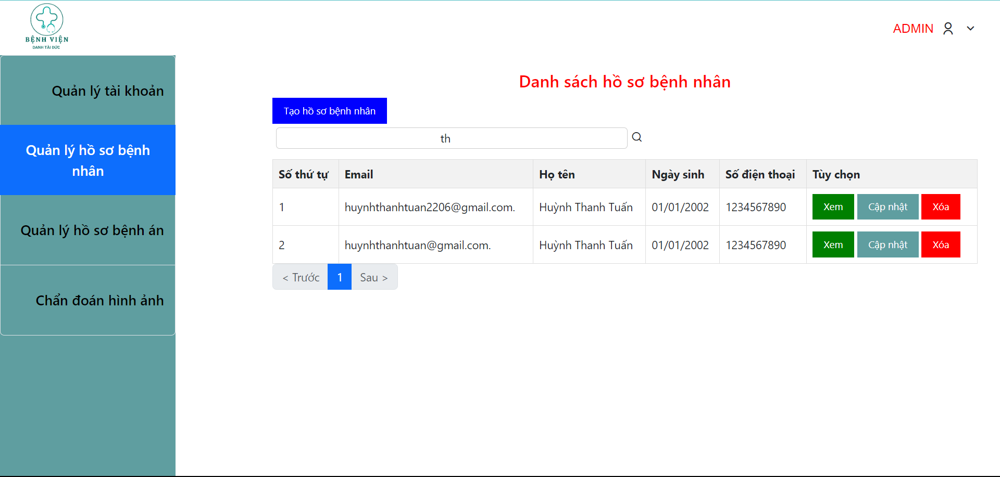 BỆNH VIỆN
DANH TÀI ĐỨC
ADMIN
Quản lý tài khoản
Quản lý hồ sơ bệnh
nhân
Quản lý hồ sơ bệnh án
Chẩn đoán hình ảnh
Danh sách hồ sơ bệnh nhân
Tạo hồ sơ bệnh nhân
th
Số thứ tự Email Họ tên Ngày sinh Số điện thoại Tùy chọn
1 huynhthanhtuan2206@gmail.com. Huỳnh Thanh Tuấn 01/01/2002 1234567890 Xem Cập nhật Xóa
2 huynhthanhtuan@gmail.com. Huỳnh Thanh Tuấn 01/01/2002 1234567890 Xem Cập nhật Xóa
< Trước 1 Sau >